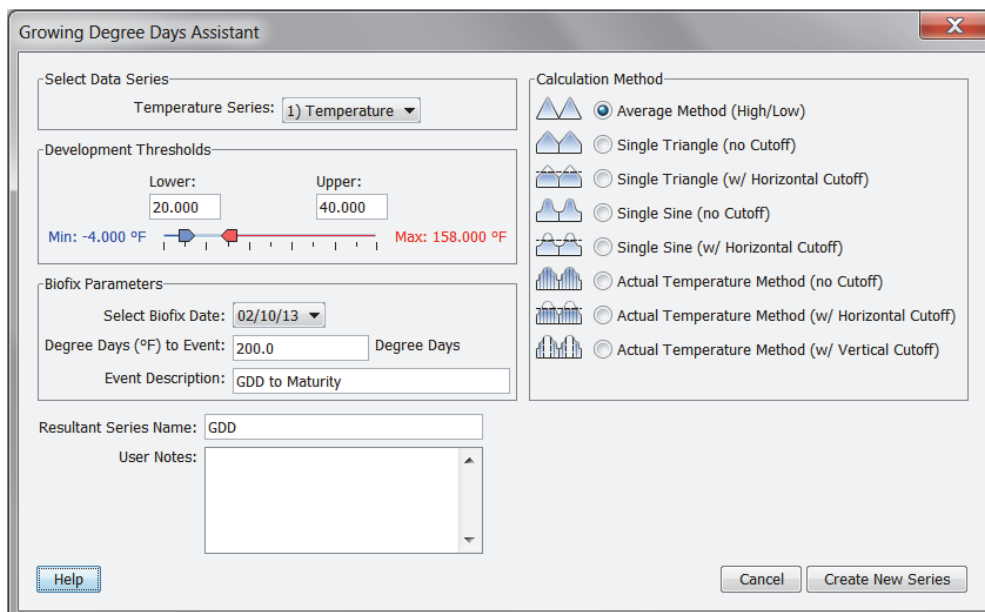 Growing Degree Days Assistant
Select Data Series
Temperature Series: 1) Temperature
Development Thresholds
Lower: Upper:
20.000 40.000
Min: -4.000 ºF Max: 158.000 ºF
Biofix Parameters
Select Biofix Date: 02/10/13
Degree Days (ºF) to Event: 200.0 Degree Days
Event Description: GDD to Maturity
Resultant Series Name: GDD
User Notes:
Calculation Method
Average Method (High/Low)
Single Triangle (no Cutoff)
Single Triangle (w/ Horizontal Cutoff)
Single Sine (no Cutoff)
Single Sine (w/ Horizontal Cutoff)
Actual Temperature Method (no Cutoff)
Actual Temperature Method (w/ Horizontal Cutoff)
Actual Temperature Method (w/ Vertical Cutoff)
Help Cancel Create New Series